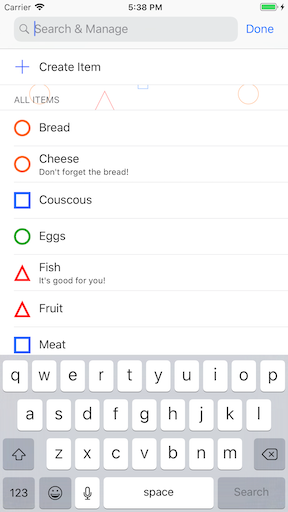 Carrier 5:38 PM
Search & Manage Done
Create Item
ALL ITEMS
Bread
Cheese
Don't forget the bread!
Couscous
Eggs
Fish
It's good for you!
Fruit
Meat
q w e r t y u i o p
a s d f g h j k l
z x c v b n m
123 space Search